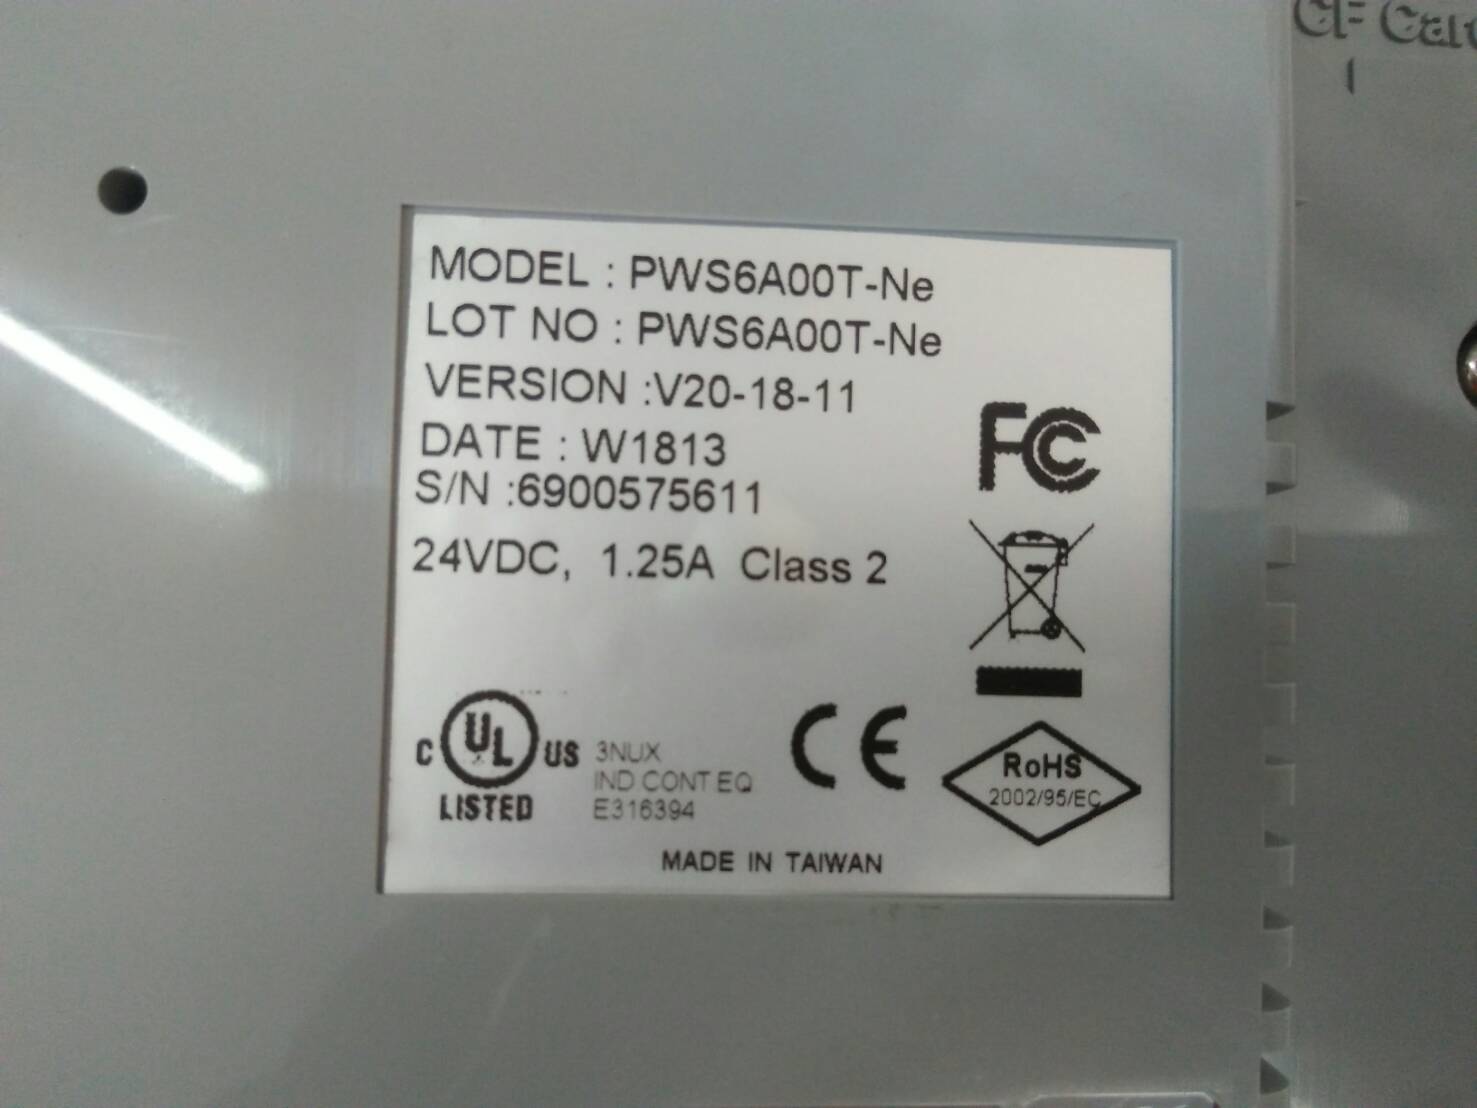 CF Car
MODEL : PWS6A00T-Ne
LOT NO : PWS6A00T-Ne
VERSION :V20-18-11
DATE : W1813
S/N :6900575611
24VDC, 1.25A Class 2
FC
C UL US
LISTED
3NUX
IND CONT EQ
E316394
CE
RoHS
2002/95/EC
MADE IN TAIWAN